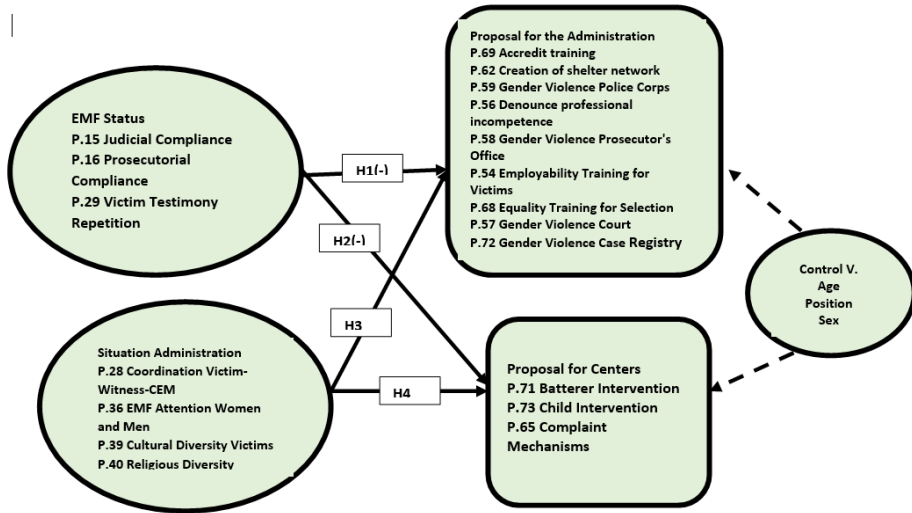 EMF Status
P.15 Judicial Compliance
P.16 Prosecutorial
Compliance
P.29 Victim Testimony
Repetition
Proposal for the Administration
P.69 Accredit training
P.62 Creation of shelter network
P.59 Gender Violence Police Corps
P.56 Denounce professional
incompetence
P.58 Gender Violence Prosecutor's
Office
P.54 Employability Training for
Victims
P.68 Equality Training for Selection
P.57 Gender Violence Court
P.72 Gender Violence Case Registry
H1(-)
H2(-)
H3
H4
Control V.
Age
Position
Sex
Situation Administration
P.28 Coordination Victim-
Witness-CEM
P.36 EMF Attention Women
and Men
P.39 Cultural Diversity Victims
P.40 Religious Diversity
Proposal for Centers
P.71 Batterer Intervention
P.73 Child Intervention
P.65 Complaint
Mechanisms